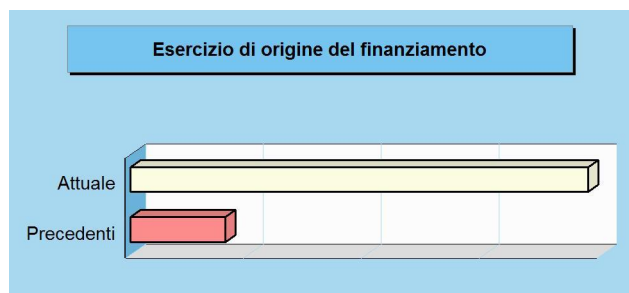 Esercizio di origine del finanziamento
Attuale
Precedenti